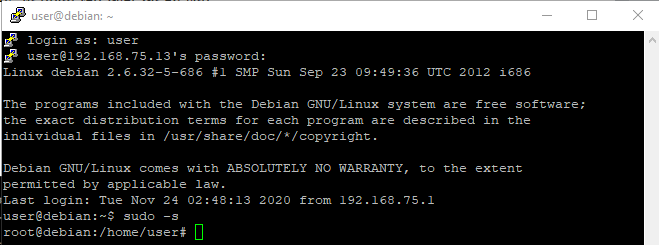 user@debian: ~
login as: user
user@192.168.75.13's password:
Linux debian 2.6.32-5-686 #1 SMP Sun Sep 23 09:49:36 UTC 2012 i686
The programs included with the Debian GNU/Linux system are free software;
the exact distribution terms for each program are described in the
individual files in /usr/share/doc/*/copyright.
Debian GNU/Linux comes with ABSOLUTELY NO WARRANTY, to the extent
permitted by applicable law.
Last login: Tue Nov 24 02:48:13 2020 from 192.168.75.1
user@debian:~$ sudo -s
root@debian:/home/user#